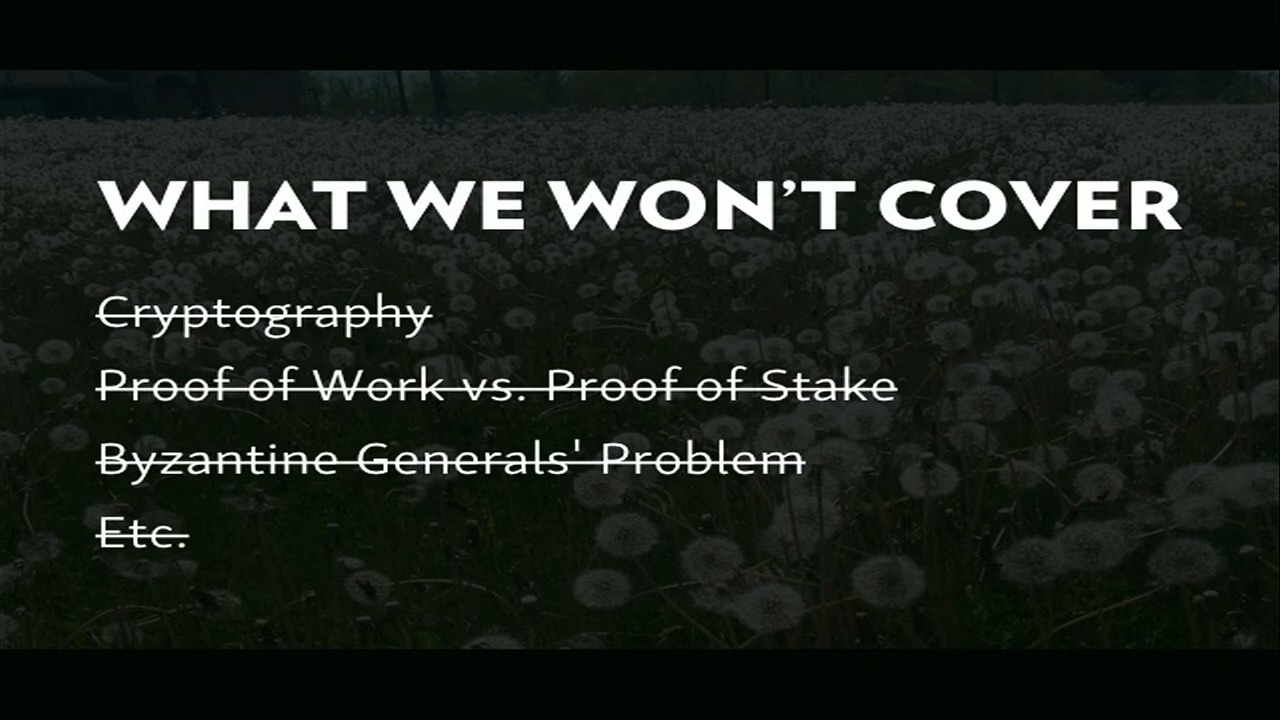 WHAT WE WON’T COVER
Cryptography
Proof of Work vs. Proof of Stake
Byzantine Generals' Problem
Etc.